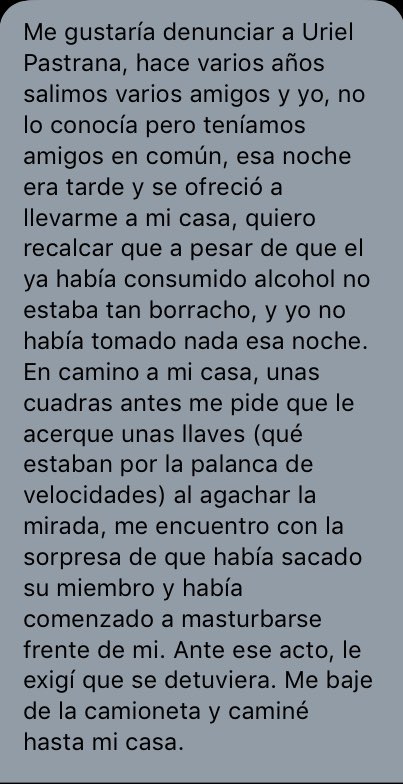 Me gustaría denunciar a Uriel
Pastrana, hace varios años
salimos varios amigos y yo, no
lo conocía pero teníamos
amigos en común, esa noche
era tarde y se ofreció a
llevarme a mi casa, quiero
recalcar que a pesar de que el
ya había consumido alcohol no
estaba tan borracho, y yo no
había tomado nada esa noche.
En camino a mi casa, unas
cuadras antes me pide que le
acerque unas llaves (qué
estaban por la palanca de
velocidades) al agachar la
mirada, me encuentro con la
sorpresa de que había sacado
su miembro y había
comenzado a masturbarse
frente de mi. Ante ese acto, le
exigí que se detuviera. Me baje
de la camioneta y caminé
hasta mi casa.